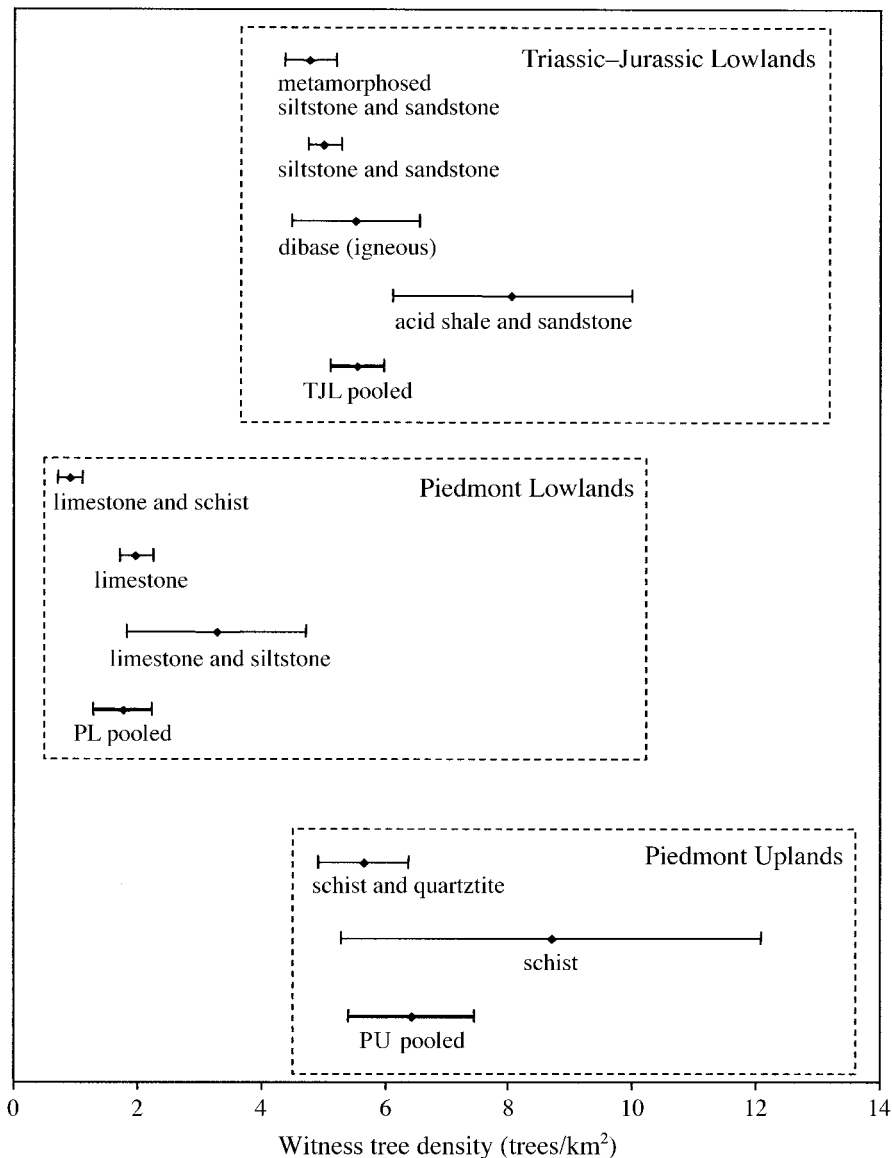 Triassic–Jurassic Lowlands
metamorphosed
siltstone and sandstone
siltstone and sandstone
dibase (igneous)
acid shale and sandstone
TJL pooled
Piedmont Lowlands
limestone and schist
limestone
limestone and siltstone
PL pooled
Piedmont Uplands
schist and quartztite
schist
PU pooled
0 2 4 6 8 10 12 14
Witness tree density (trees/km²)